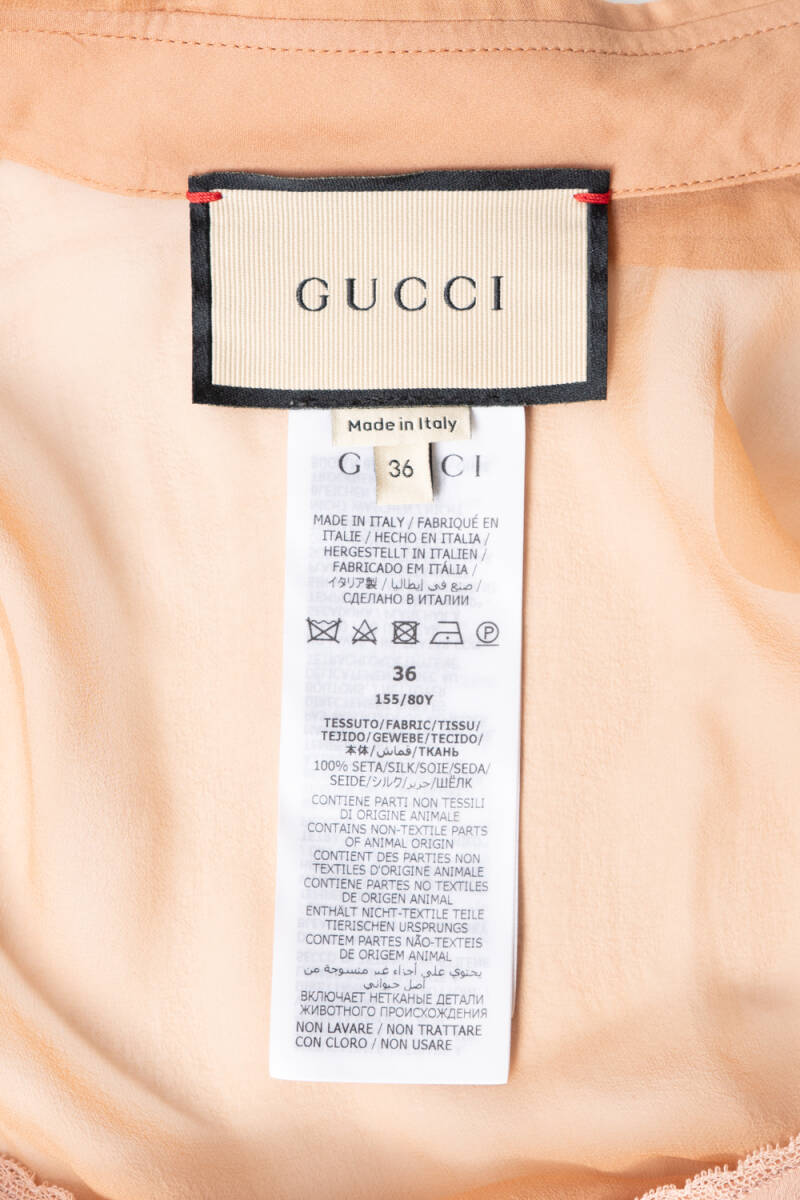 GUCCI
Made in Italy
G CI
36
MADE IN ITALY / FABRIQUÉ EN
ITALIE / HECHO EN ITALIA /
HERGESTELLT IN ITALIEN /
FABRICADO EM ITÁLIA /
イタリア製 / صنع في إيطاليا /
СДЕЛАНО В ИТАЛИИ
P
36
155/80Y
TESSUTO/FABRIC/TISSU/
TEJIDO/GEWEBE/TECIDO/
本体/قماش/ТКАНЬ
100% SETA/SILK/SOIE/SEDA/
SEIDE/シルク/حرير/ШЁЛК
CONTIENE PARTI NON TESSILI
DI ORIGINE ANIMALE
CONTAINS NON-TEXTILE PARTS
OF ANIMAL ORIGIN
CONTIENT DES PARTIES NON
TEXTILES D'ORIGINE ANIMALE
CONTIENE PARTES NO TEXTILES
DE ORIGEN ANIMAL
ENTHÄLT NICHT-TEXTILE TEILE
TIERISCHEN URSPRUNGS
CONTEM PARTES NÃO-TEXTEIS
DE ORIGEM ANIMAL
يحتوي على أجزاء غير منسوجة من
أصل حيواني
ВКЛЮЧАЕТ НЕТКАНЫЕ ДЕТАЛИ
ЖИВОТНОГО ПРОИСХОЖДЕНИЯ
NON LAVARE / NON TRATTARE
CON CLORO / NON USARE